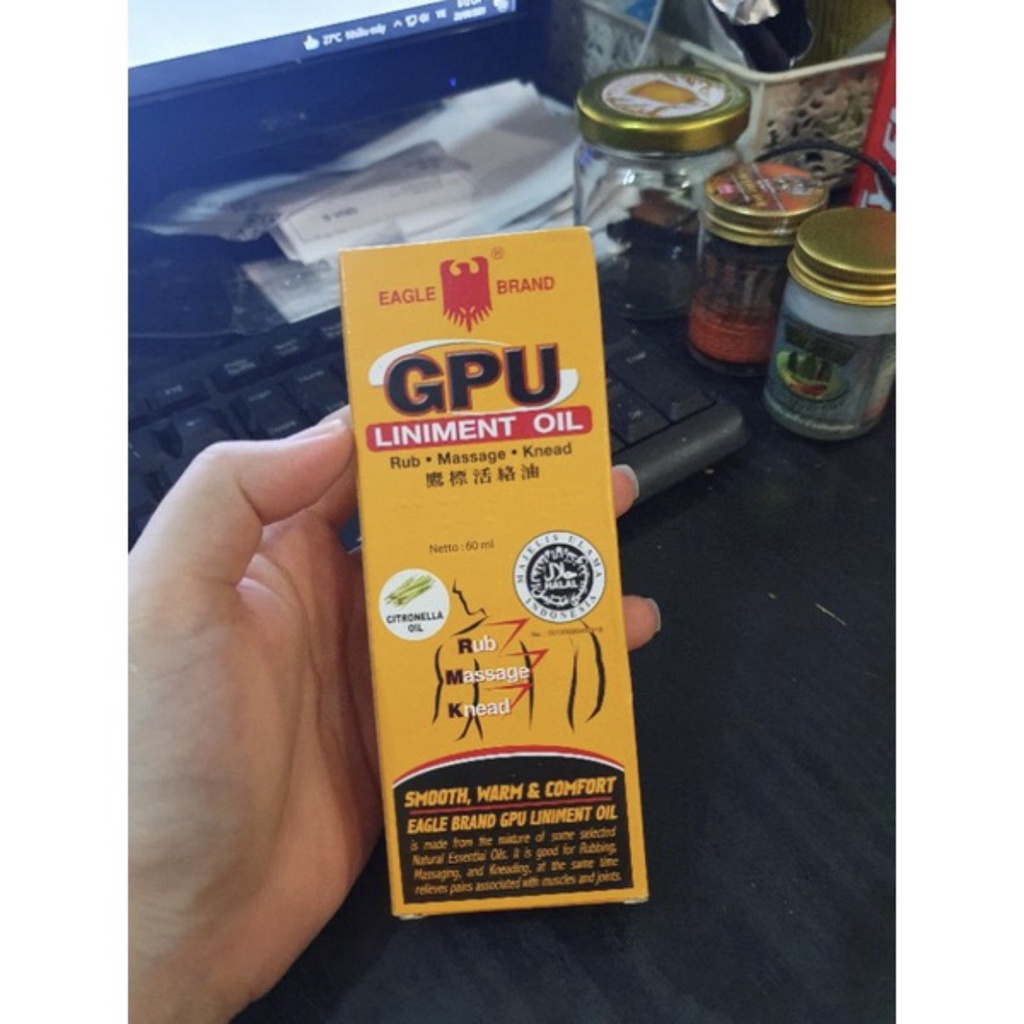 27°C
EAGLE BRAND
®
GPU
LINIMENT OIL
Rub • Massage • Knead
鷹標活絡油
Netto : 60 ml
MAJELIS ULAMA
INDONESIA
حلال
HALAL
CITRONELLA
OIL
Rub
Massage
Knead
SMOOTH, WARM & COMFORT
EAGLE BRAND GPU LINIMENT OIL
is made from the mixture of some selected
Natural Essential Oils. It is good for Rubbing,
Massaging, and Kneading, at the same time
relieves pains associated with muscles and joints.